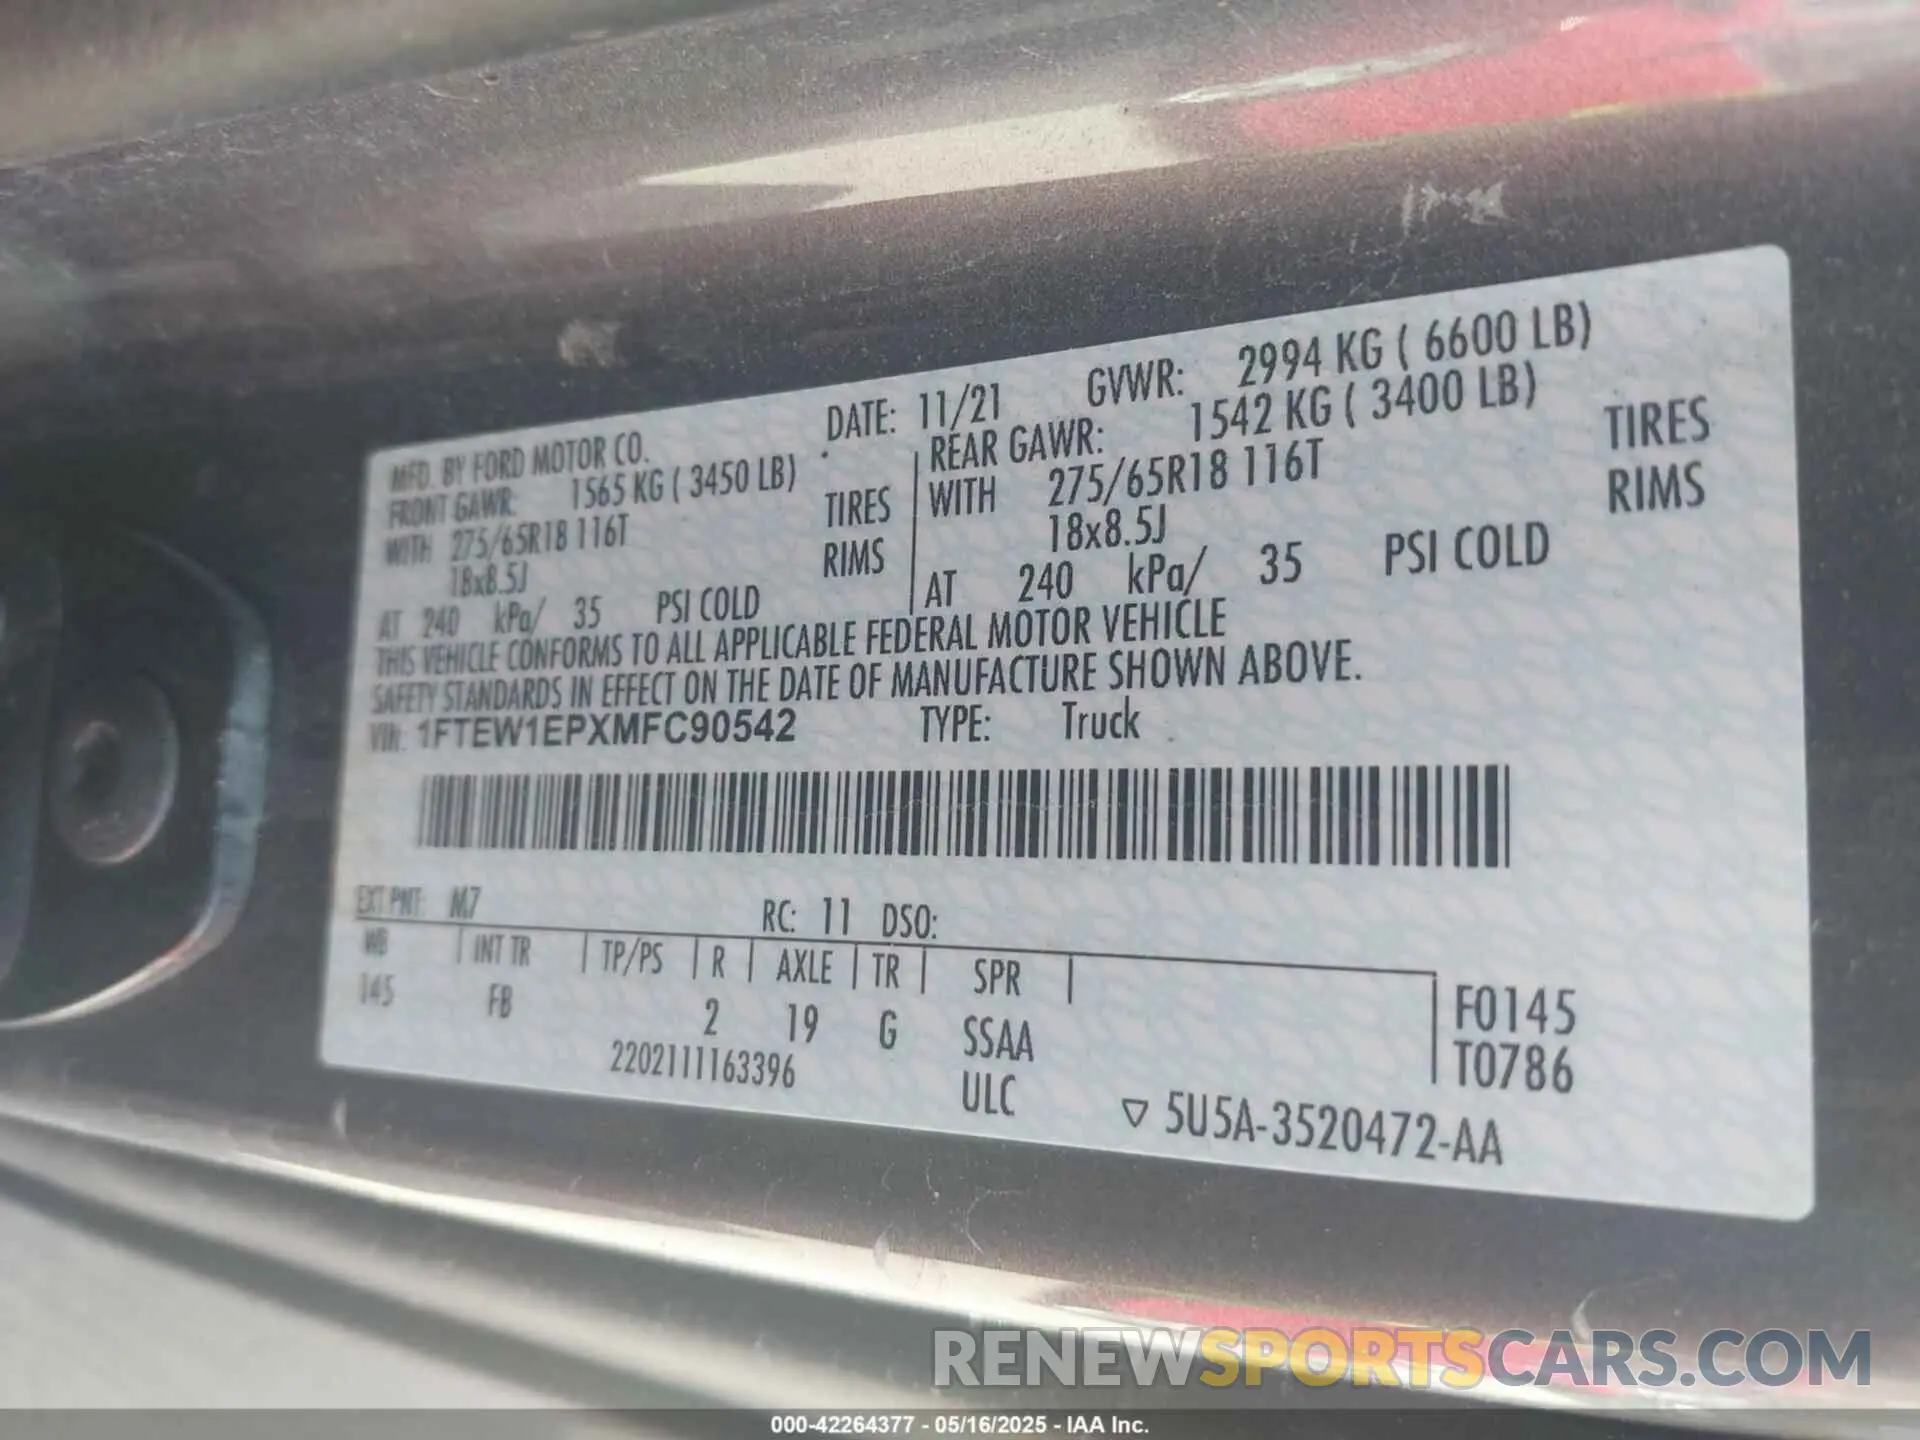 MFD. BY FORD MOTOR CO.
DATE: 11/21 GVWR: 2994 KG ( 6600 LB)
FRONT GAWR: 1565 KG ( 3450 LB)
REAR GAWR: 1542 KG ( 3400 LB)
WITH 275/65R18 116T TIRES
WITH 275/65R18 116T TIRES
18x8.5J RIMS
18x8.5J RIMS
AT 240 kPa/ 35 PSI COLD
AT 240 kPa/ 35 PSI COLD
THIS VEHICLE CONFORMS TO ALL APPLICABLE FEDERAL MOTOR VEHICLE
SAFETY STANDARDS IN EFFECT ON THE DATE OF MANUFACTURE SHOWN ABOVE.
VIN: 1FTEW1EPXMFC90542 TYPE: Truck
EXT PNT: M7 RC: 11 DSO:
WB INT TR TP/PS R AXLE TR SPR
145 FB 2 19 G SSAA
F0145
T0786
2202111163396 ULC
▽ 5U5A-3520472-AA
RENEWSPORTSCARS.COM
000-42264377 - 05/16/2025 - IAA Inc.